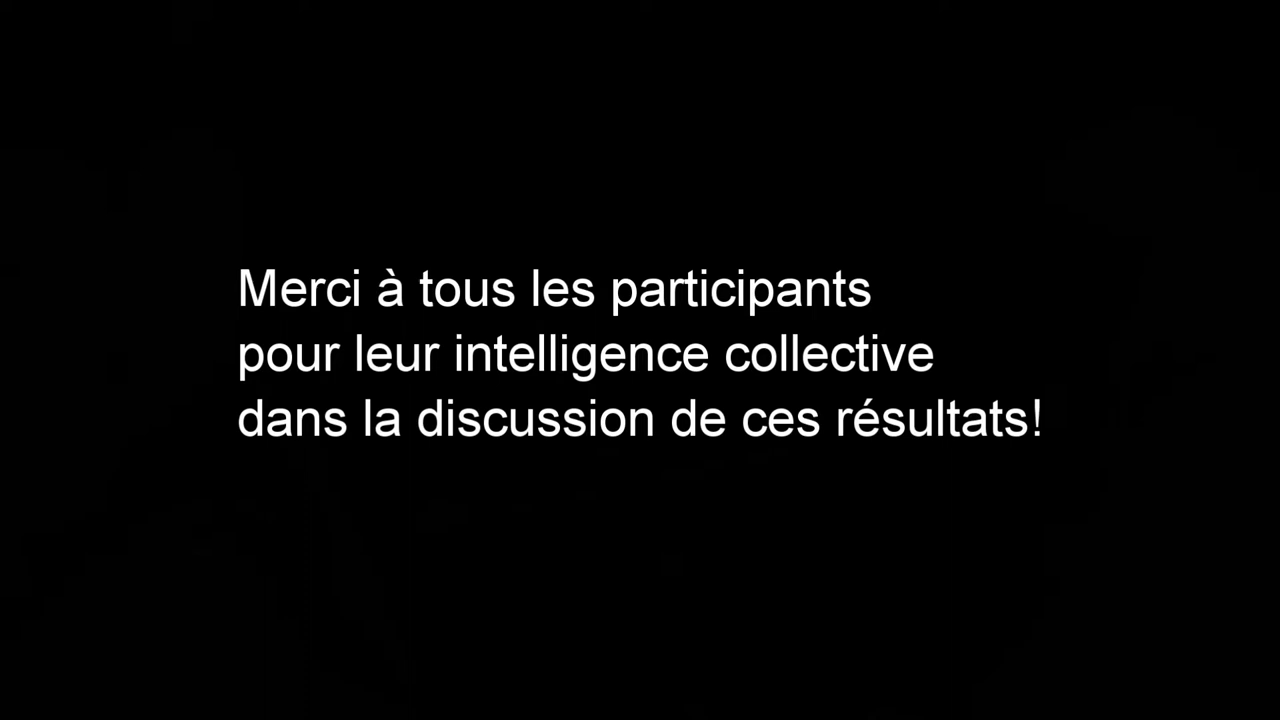 Merci à tous les participants
pour leur intelligence collective
dans la discussion de ces résultats!